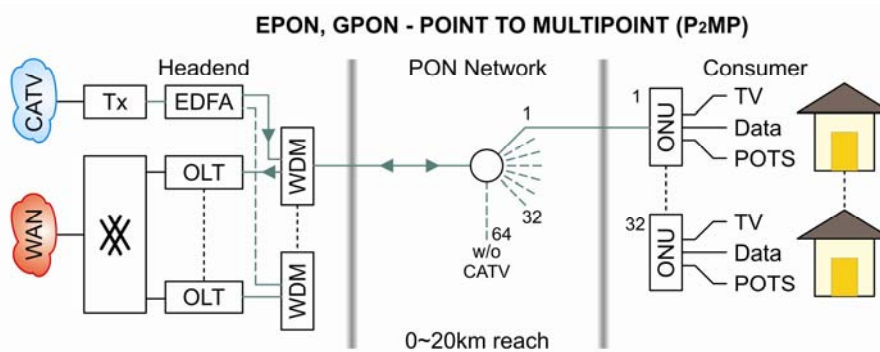 EPON, GPON - POINT TO MULTIPOINT (P2MP)
Headend
PON Network
Consumer
CATV
Tx
EDFA
WDM
OLT
WAN
OLT
WDM
1
32
64
w/o
CATV
0~20km reach
1
ONU
TV
Data
POTS
32
ONU
TV
Data
POTS